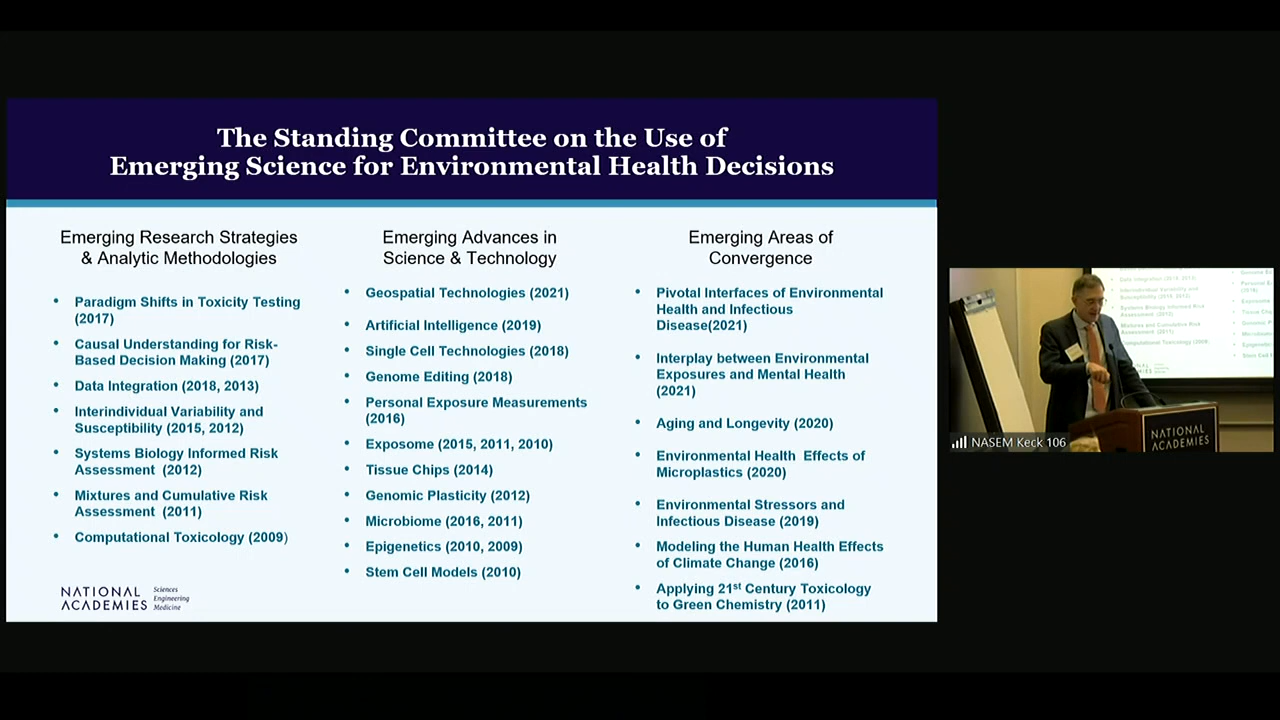 The Standing Committee on the Use of
Emerging Science for Environmental Health Decisions
Emerging Research Strategies
& Analytic Methodologies
• Paradigm Shifts in Toxicity Testing
(2017)
• Causal Understanding for Risk-
Based Decision Making (2017)
• Data Integration (2018, 2013)
• Interindividual Variability and
Susceptibility (2015, 2012)
• Systems Biology Informed Risk
Assessment (2012)
• Mixtures and Cumulative Risk
Assessment (2011)
• Computational Toxicology (2009)
Emerging Advances in
Science & Technology
• Geospatial Technologies (2021)
• Artificial Intelligence (2019)
• Single Cell Technologies (2018)
• Genome Editing (2018)
• Personal Exposure Measurements
(2016)
• Exposome (2015, 2011, 2010)
• Tissue Chips (2014)
• Genomic Plasticity (2012)
• Microbiome (2016, 2011)
• Epigenetics (2010, 2009)
• Stem Cell Models (2010)
Emerging Areas of
Convergence
• Pivotal Interfaces of Environmental
Health and Infectious
Disease(2021)
• Interplay between Environmental
Exposures and Mental Health
(2021)
• Aging and Longevity (2020)
• Environmental Health Effects of
Microplastics (2020)
• Environmental Stressors and
Infectious Disease (2019)
• Modeling the Human Health Effects
of Climate Change (2016)
• Applying 21st Century Toxicology
to Green Chemistry (2011)
NATIONAL
ACADEMIES
Sciences
Engineering
Medicine
NATIONAL
ACADEMIES
NASEM Keck 106